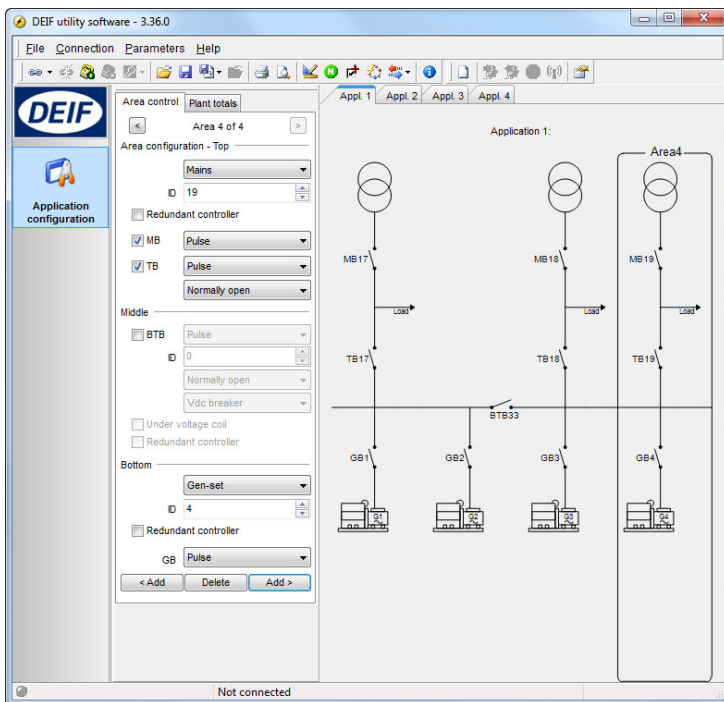 DEIF utility software - 3.36.0
File Connection Parameters Help
DEIF
Application
configuration
Area control Plant totals
< Area 4 of 4 >
Area configuration - Top
Mains
ID 19
Redundant controller
MB Pulse
TB Pulse
Normally open
Middle
BTB Pulse
ID 0
Normally open
Vdc breaker
Under voltage coil
Redundant controller
Bottom
Gen-set
ID 4
Redundant controller
GB Pulse
< Add Delete Add >
Appl. 1 Appl. 2 Appl. 3 Appl. 4
Application 1:
Area4
MB17 MB18 MB19
Load Load Load
TB17 TB18 TB19
BTB33
GB1 GB2 GB3 GB4
G1 G2 G3 G4
Not connected